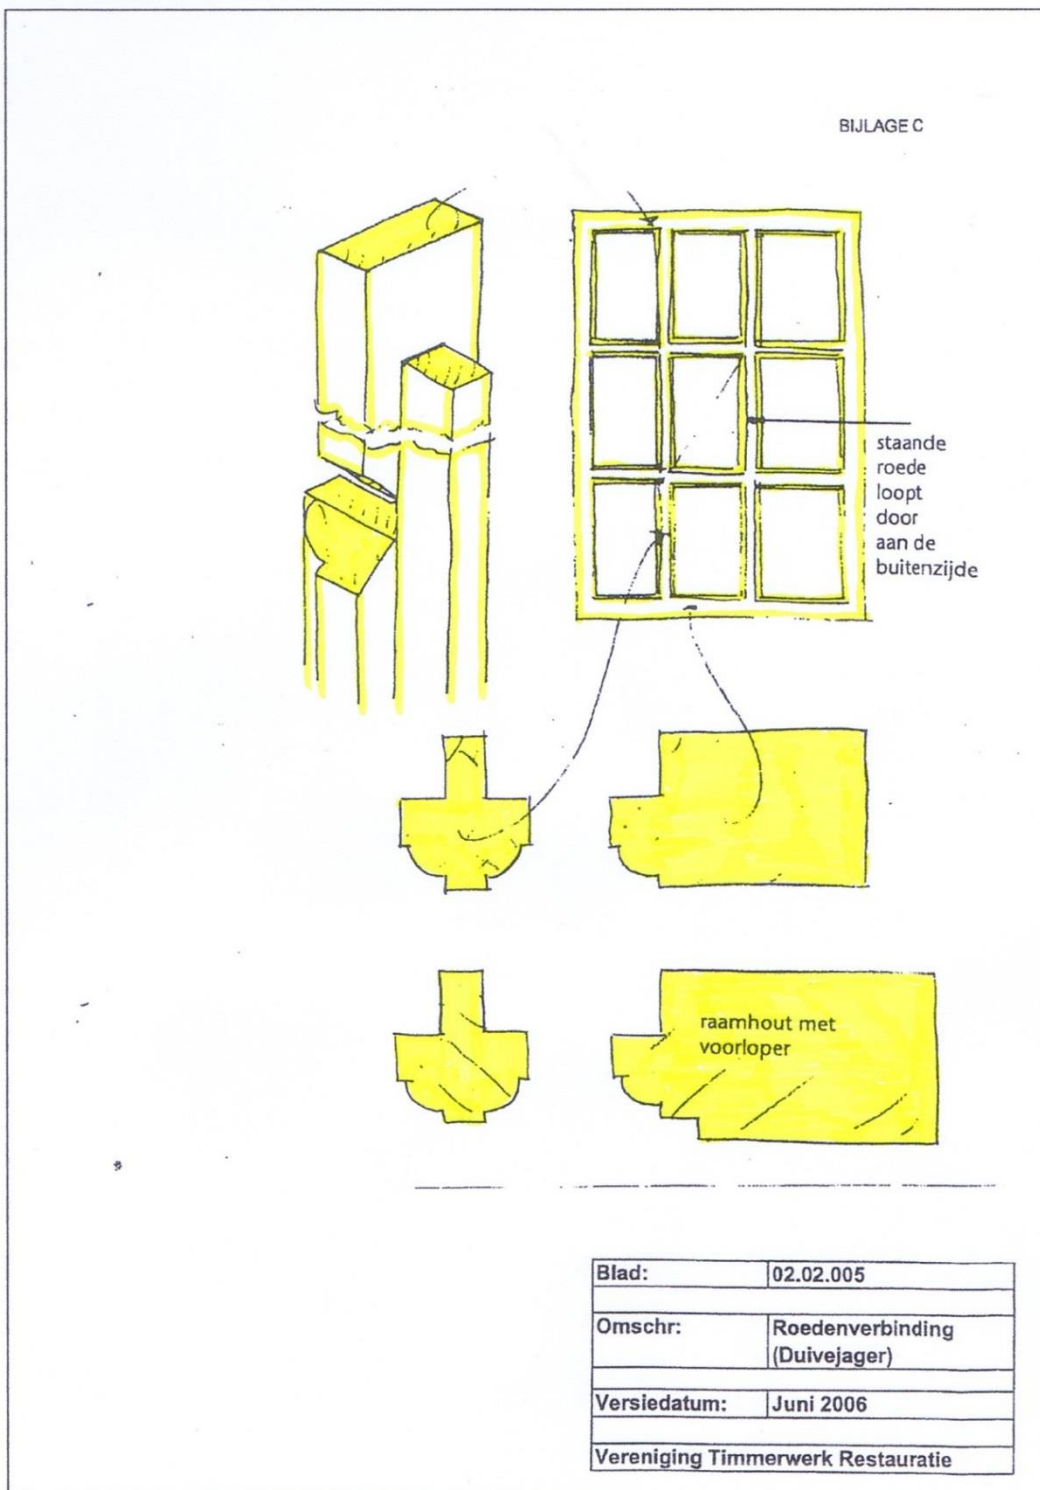 BIJLAGE C
staande
roede
loopt
door
aan de
buitenzijde
raamhout met
voorloper
Blad: 02.02.005
Omschr: Roedenverbinding
(Duivejager)
Versiedatum: Juni 2006
Vereniging Timmerwerk Restauratie